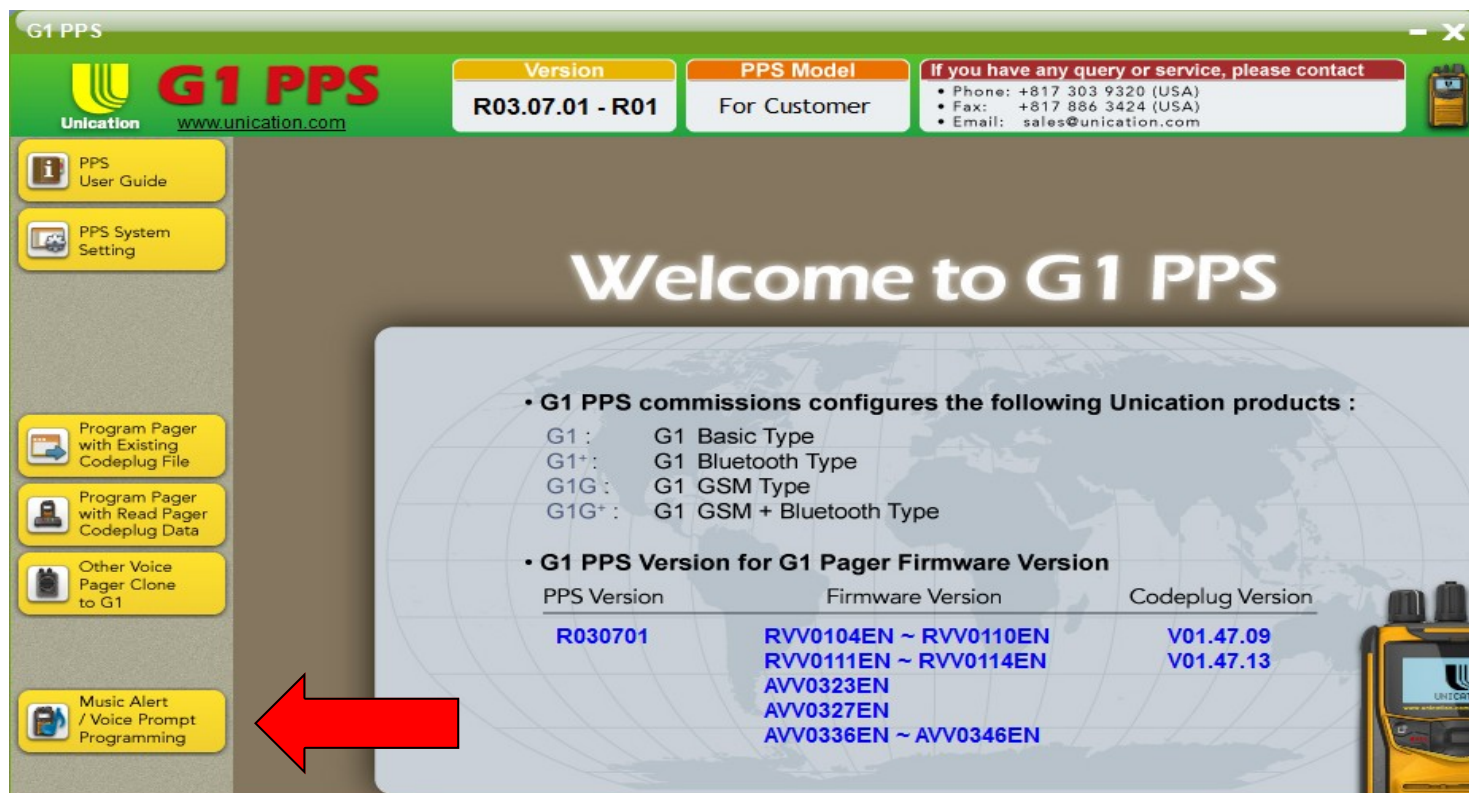 G1 PPS
Unication
G1 PPS
www.unication.com
Version
R03.07.01 - R01
PPS Model
For Customer
If you have any query or service, please contact
• Phone: +817 303 9320 (USA)
• Fax: +817 886 3424 (USA)
• Email: sales@unication.com
PPS
User Guide
PPS System
Setting
Program Pager
with Existing
Codeplug File
Program Pager
with Read Pager
Codeplug Data
Other Voice
Pager Clone
to G1
Music Alert
/ Voice Prompt
Programming
Welcome to G1 PPS
• G1 PPS commissions configures the following Unication products :
G1 : G1 Basic Type
G1+ : G1 Bluetooth Type
G1G : G1 GSM Type
G1G+ : G1 GSM + Bluetooth Type
• G1 PPS Version for G1 Pager Firmware Version
PPS Version Firmware Version Codeplug Version
R030701 RVV0104EN ~ RVV0110EN V01.47.09
RVV0111EN ~ RVV0114EN V01.47.13
AVV0323EN
AVV0327EN
AVV0336EN ~ AVV0346EN